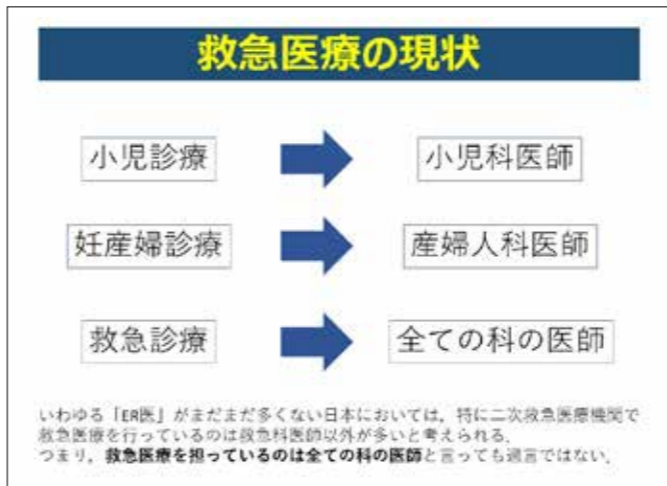 救急医療の現状
小児診療
小児科医師
妊産婦診療
産婦人科医師
救急診療
全ての科の医師
いわゆる「ER医」がまだまだ多くない日本においては，特に二次救急医療機関で
救急医療を行っているのは救急科医師以外が多いと考えられる．
つまり，救急医療を担っているのは全ての科の医師と言っても過言ではない．